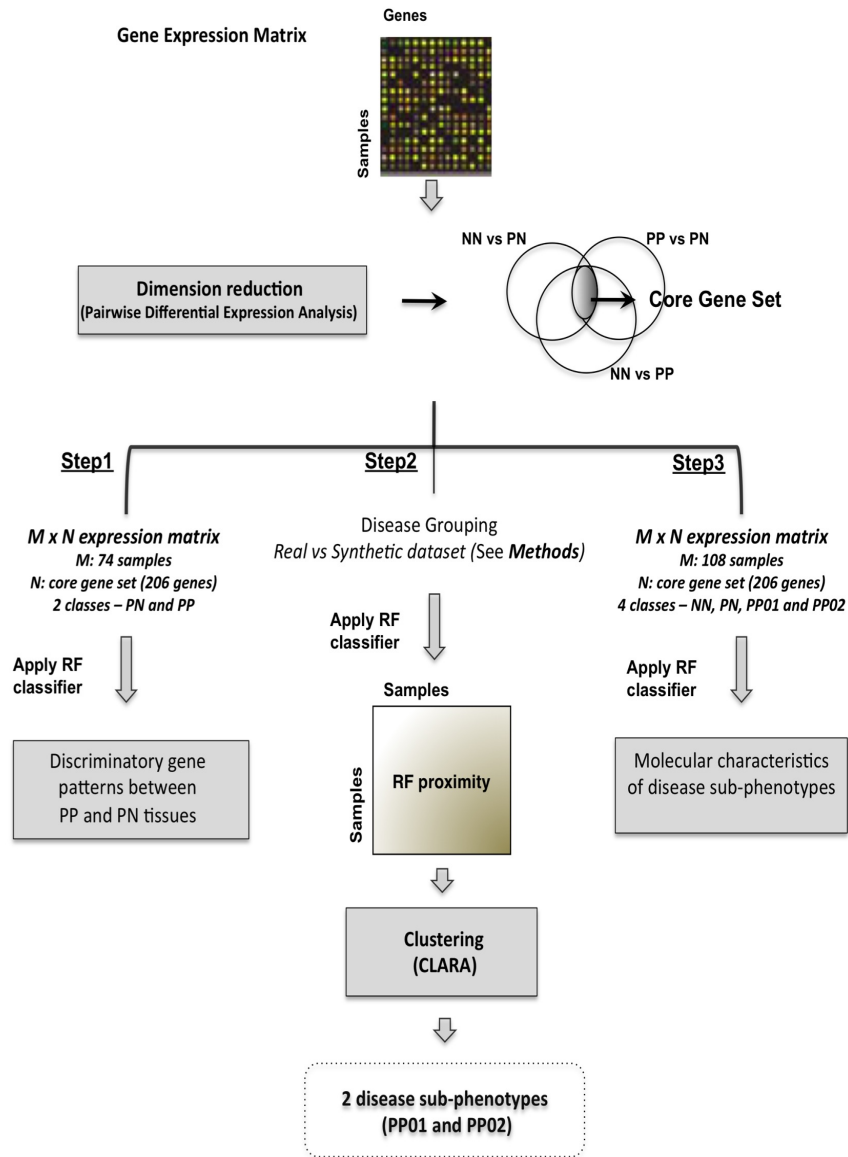 Genes
Gene Expression Matrix
Samples
NN vs PN
PP vs PN
Dimension reduction
(Pairwise Differential Expression Analysis)
Core Gene Set
NN vs PP
Step1
Step2
Step3
M x N expression matrix
M: 74 samples
N: core gene set (206 genes)
2 classes – PN and PP
Apply RF
classifier
Discriminatory gene
patterns between
PP and PN tissues
Disease Grouping
Real vs Synthetic dataset (See Methods)
Apply RF
classifier
Samples
Samples
RF proximity
Clustering
(CLARA)
2 disease sub-phenotypes
(PP01 and PP02)
M x N expression matrix
M: 108 samples
N: core gene set (206 genes)
4 classes – NN, PN, PP01 and PP02
Apply RF
classifier
Molecular characteristics
of disease sub-phenotypes